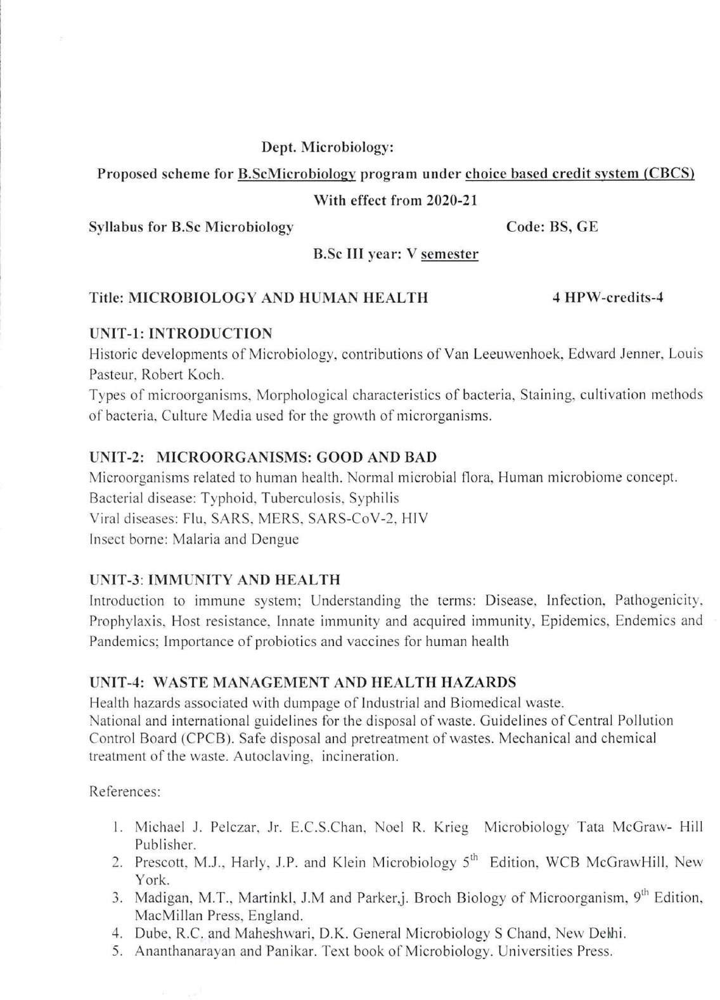 Dept. Microbiology:
Proposed scheme for B.ScMicrobiology program under choice based credit system (CBCS)
With effect from 2020-21
Syllabus for B.Sc Microbiology Code: BS, GE
B.Sc III year: V semester
Title: MICROBIOLOGY AND HUMAN HEALTH 4 HPW-credits-4
UNIT-1: INTRODUCTION
Historic developments of Microbiology, contributions of Van Leeuwenhoek, Edward Jenner, Louis
Pasteur, Robert Koch.
Types of microorganisms, Morphological characteristics of bacteria, Staining, cultivation methods
of bacteria, Culture Media used for the growth of microrganisms.
UNIT-2: MICROORGANISMS: GOOD AND BAD
Microorganisms related to human health. Normal microbial flora, Human microbiome concept.
Bacterial disease: Typhoid, Tuberculosis, Syphilis
Viral diseases: Flu, SARS, MERS, SARS-CoV-2, HIV
Insect borne: Malaria and Dengue
UNIT-3: IMMUNITY AND HEALTH
Introduction to immune system; Understanding the terms: Disease, Infection, Pathogenicity,
Prophylaxis, Host resistance, Innate immunity and acquired immunity, Epidemics, Endemics and
Pandemics; Importance of probiotics and vaccines for human health
UNIT-4: WASTE MANAGEMENT AND HEALTH HAZARDS
Health hazards associated with dumpage of Industrial and Biomedical waste.
National and international guidelines for the disposal of waste. Guidelines of Central Pollution
Control Board (CPCB). Safe disposal and pretreatment of wastes. Mechanical and chemical
treatment of the waste. Autoclaving, incineration.
References:
1. Michael J. Pelczar, Jr. E.C.S.Chan, Noel R. Krieg Microbiology Tata McGraw- Hill
Publisher.
2. Prescott, M.J., Harly, J.P. and Klein Microbiology 5th Edition, WCB McGrawHill, New
York.
3. Madigan, M.T., Martinkl, J.M and Parker,j. Broch Biology of Microorganism, 9th Edition,
MacMillan Press, England.
4. Dube, R.C. and Maheshwari, D.K. General Microbiology S Chand, New Delhi.
5. Ananthanarayan and Panikar. Text book of Microbiology. Universities Press.